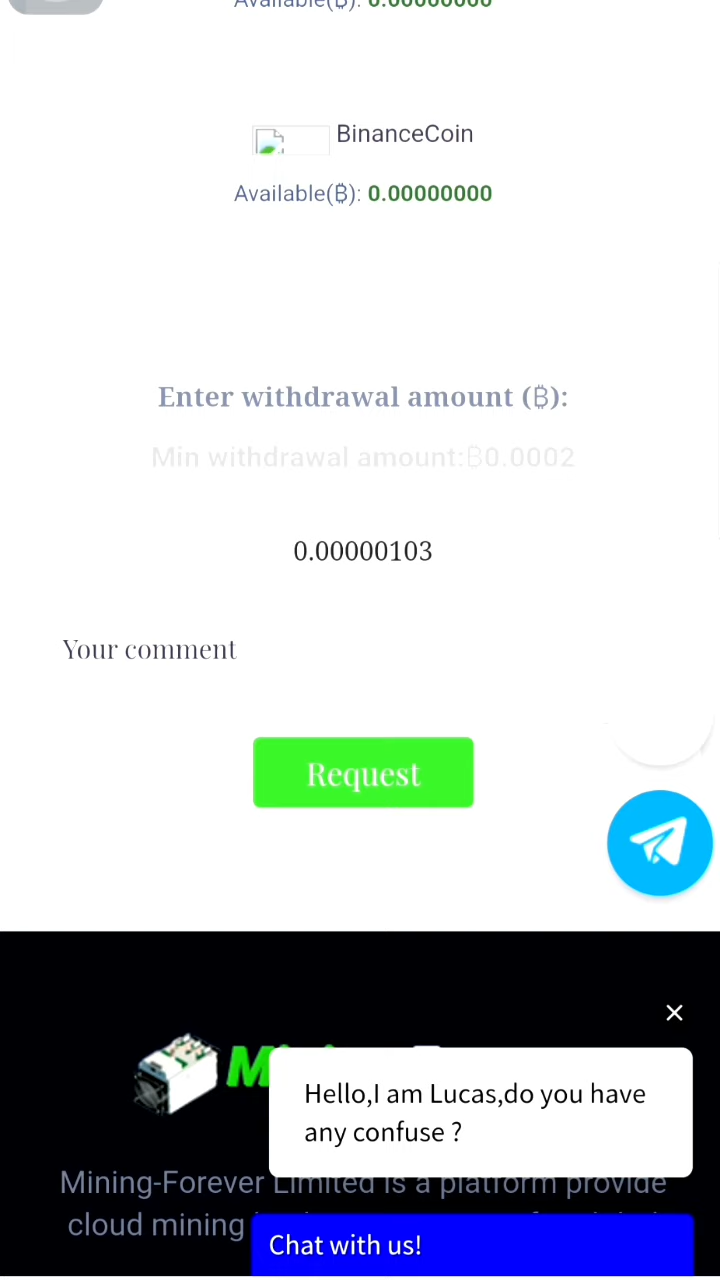 Available(₿): 0.00000000
BinanceCoin
Available(₿): 0.00000000
Enter withdrawal amount (₿):
Min withdrawal amount:₿0.0002
0.00000103
Your comment
Request
Hello,I am Lucas,do you have
any confuse ?
Mining-Forever Limited is a platform provide
cloud mining
Chat with us!